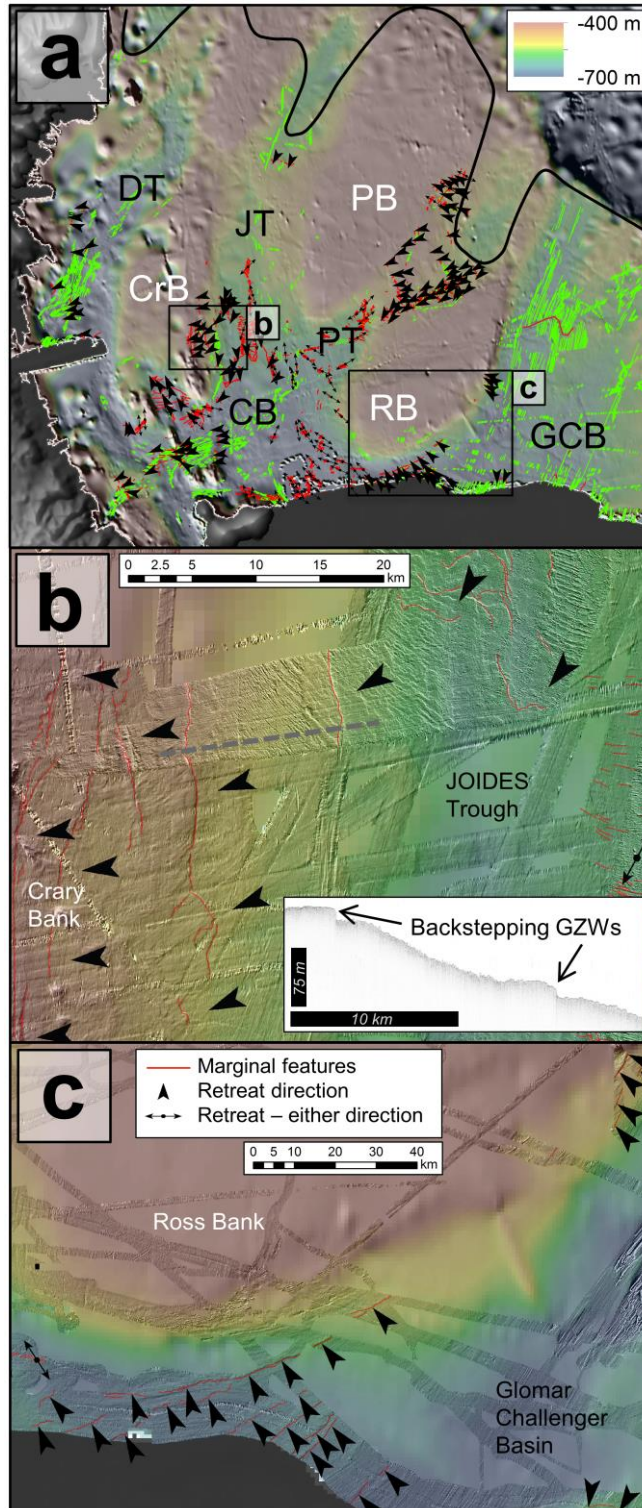 a
-400 m
-700 m
DT
JT
PB
CrB
b
PT
CB
RB
c
GCB
b
0 2.5 5 10 15 20
km
JOIDES
Trough
Crary
Bank
Backstepping GZWs
75 m
10 km
c
Marginal features
Retreat direction
Retreat – either direction
0 5 10 20 30 40
km
Ross Bank
Glomar
Challenger
Basin